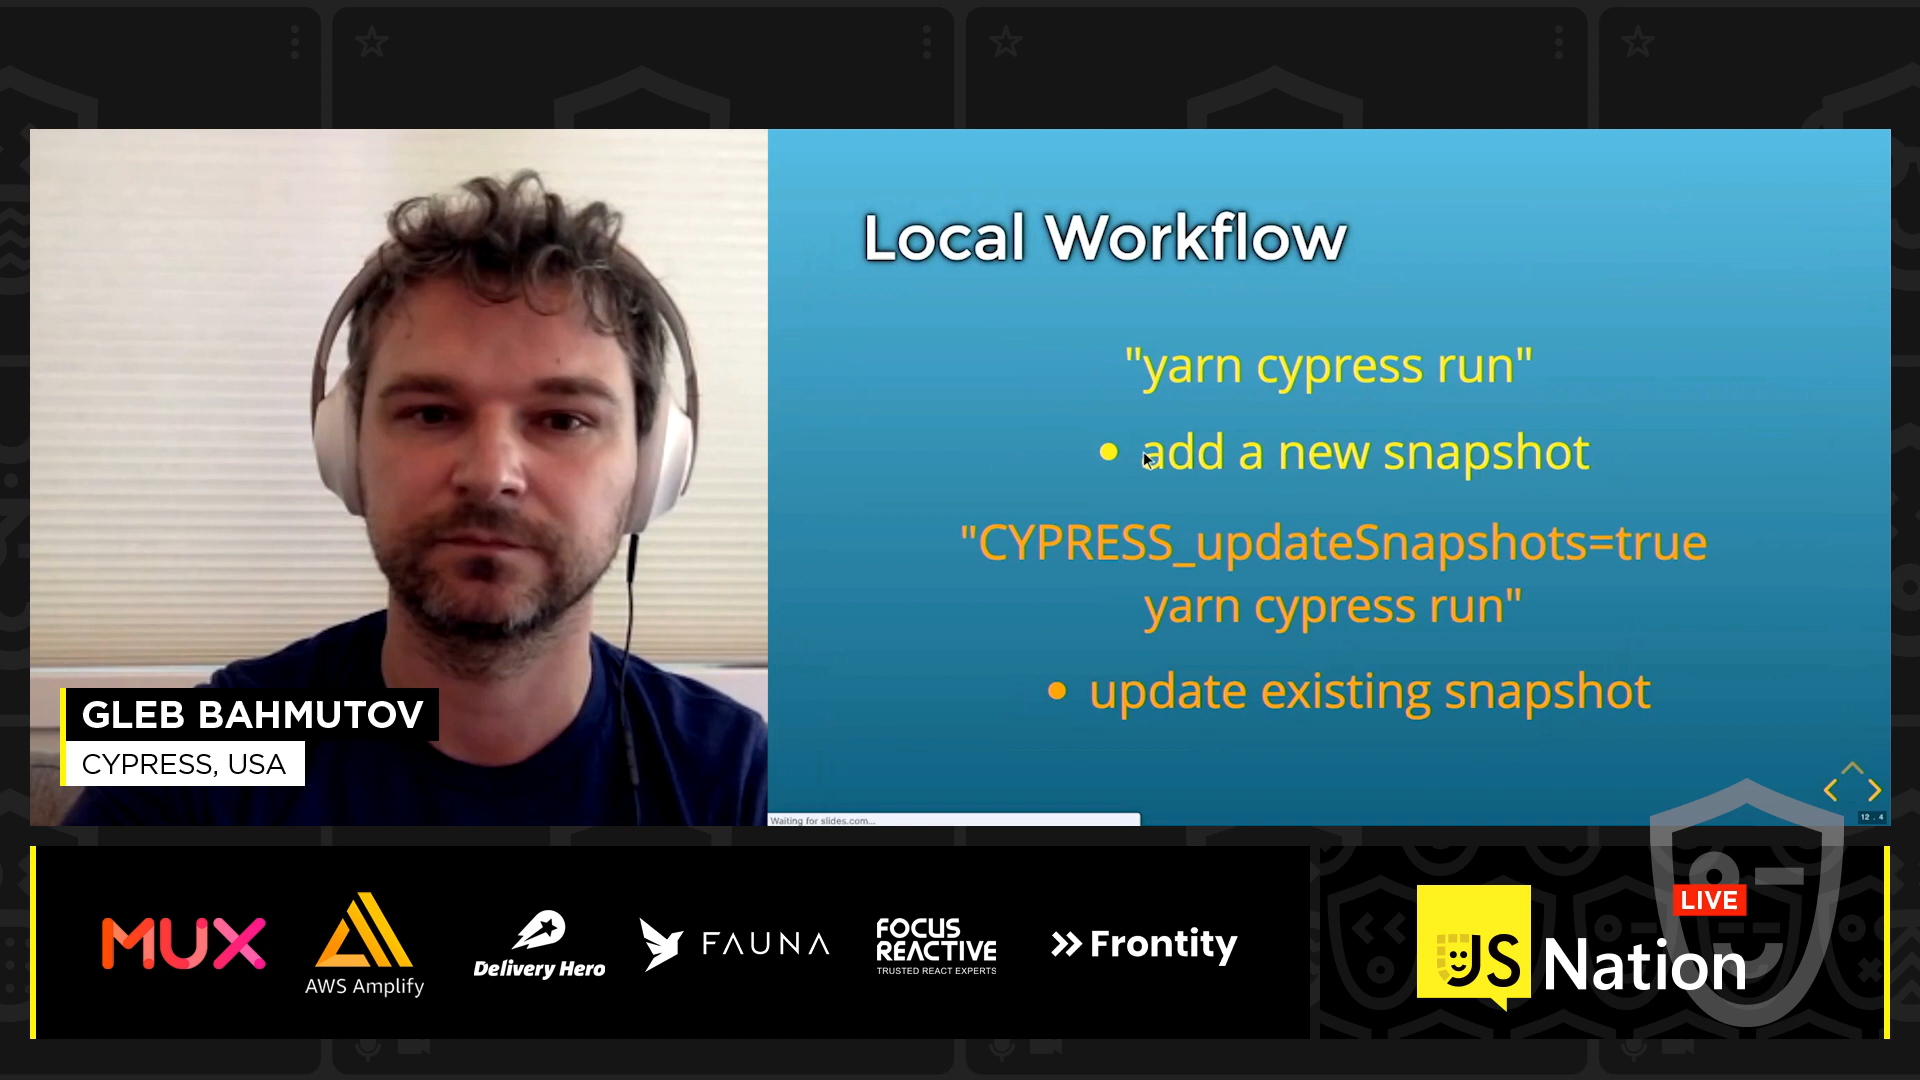 Local Workflow
"yarn cypress run"
• add a new snapshot
"CYPRESS_updateSnapshots=true
yarn cypress run"
• update existing snapshot
GLEB BAHMUTOV
CYPRESS, USA
Waiting for slides.com...
12.4
MUX
AWS Amplify
Delivery Hero
FAUNA
FOCUS
REACTIVE
TRUSTED REACT EXPERTS
Frontity
LIVE
JS Nation